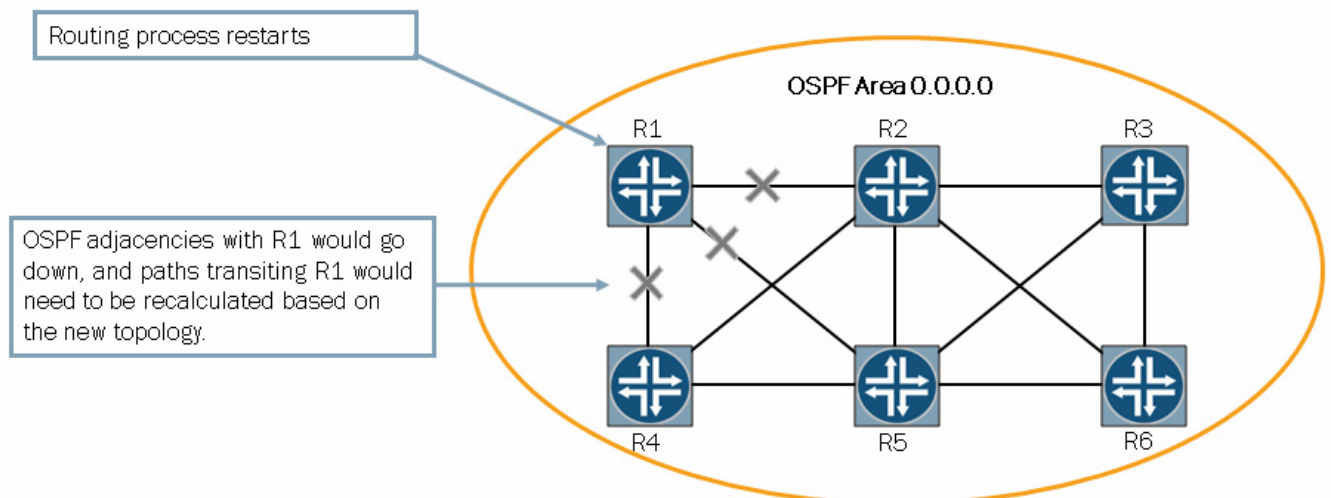 Routing process restarts
OSPF Area 0.0.0.0
R1
R2
R3
OSPF adjacencies with R1 would go
down, and paths transiting R1 would
need to be recalculated based on
the new topology.
R4
R5
R6